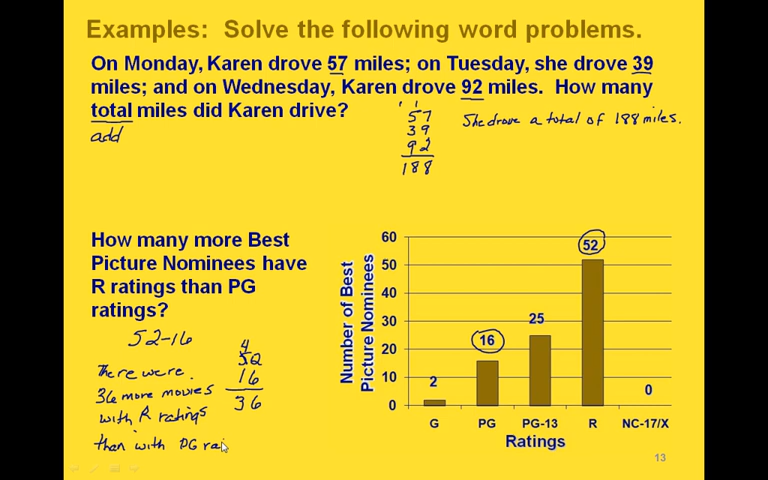 Examples: Solve the following word problems.
On Monday, Karen drove 57 miles; on Tuesday, she drove 39
miles; and on Wednesday, Karen drove 92 miles. How many
total miles did Karen drive?
add
1 1
57
39
92
188
She drove a total of 188 miles.
How many more Best
Picture Nominees have
R ratings than PG
ratings?
52-16
4
52
16
36
There were
36 more movies
with R ratings
than with PG rai
Number of Best
Picture Nominees
60
50
40
30
20
10
0
2
16
25
52
0
G PG PG-13 R NC-17/X
Ratings
13